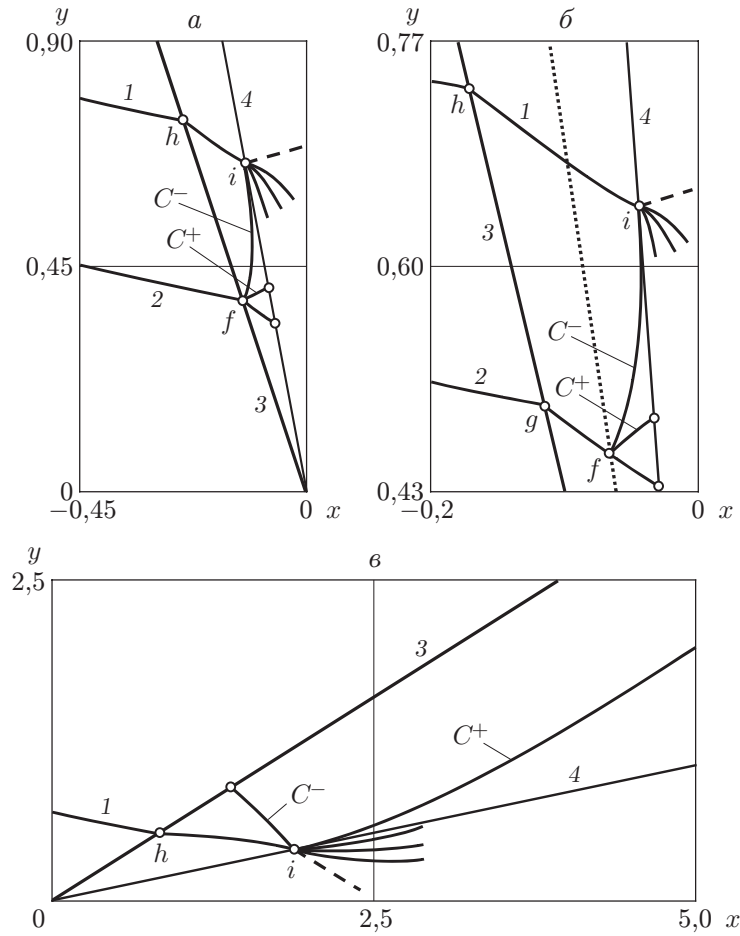 y а
0,90
1
4
h
i
C⁻
C⁺
0,45
2
f
3
0
−0,45 0 x
y б
0,77
h
1
4
3
i
0,60
C⁻
2
C⁺
g
f
0,43
−0,2 0 x
y в
2,5
3
C⁺
1
C⁻
4
h
i
0 2,5 5,0 x